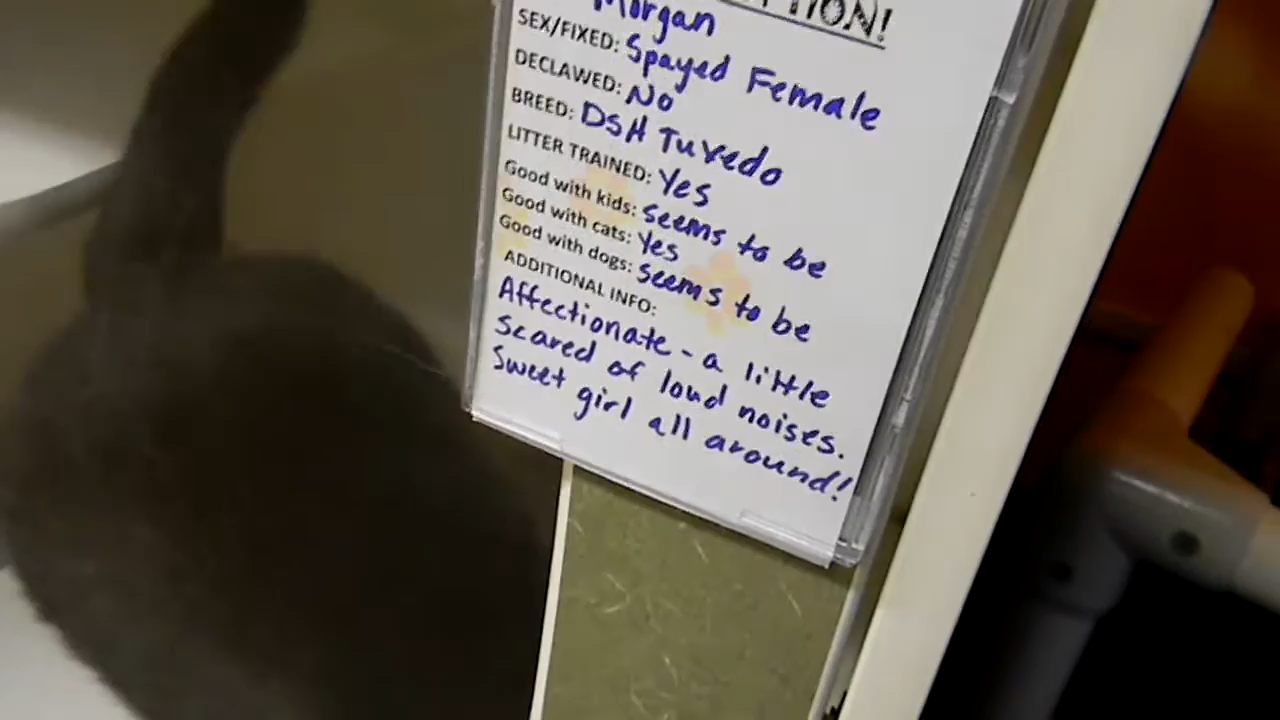 Morgan
SEX/FIXED: Spayed Female
DECLAWED: No
BREED: DSH Tuxedo
LITTER TRAINED: Yes
Good with kids: seems to be
Good with cats: Yes
Good with dogs: seems to be
ADDITIONAL INFO:
Affectionate - a little
scared of loud noises.
Sweet girl all around!